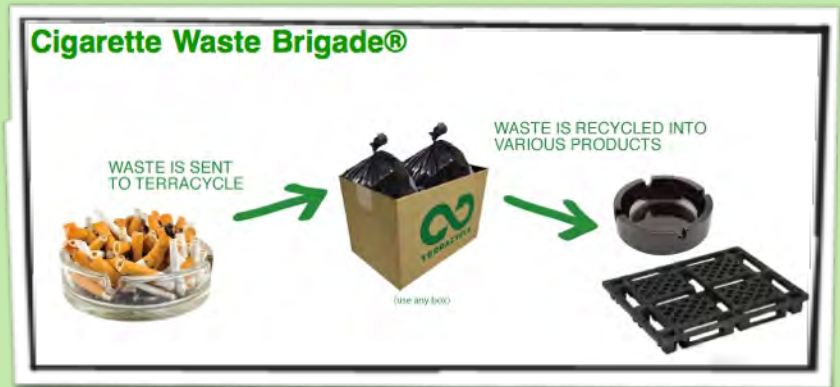 Cigarette Waste Brigade®
WASTE IS SENT
TO TERRACYCLE
WASTE IS RECYCLED INTO
VARIOUS PRODUCTS
TERRACYCLE
(use any box)